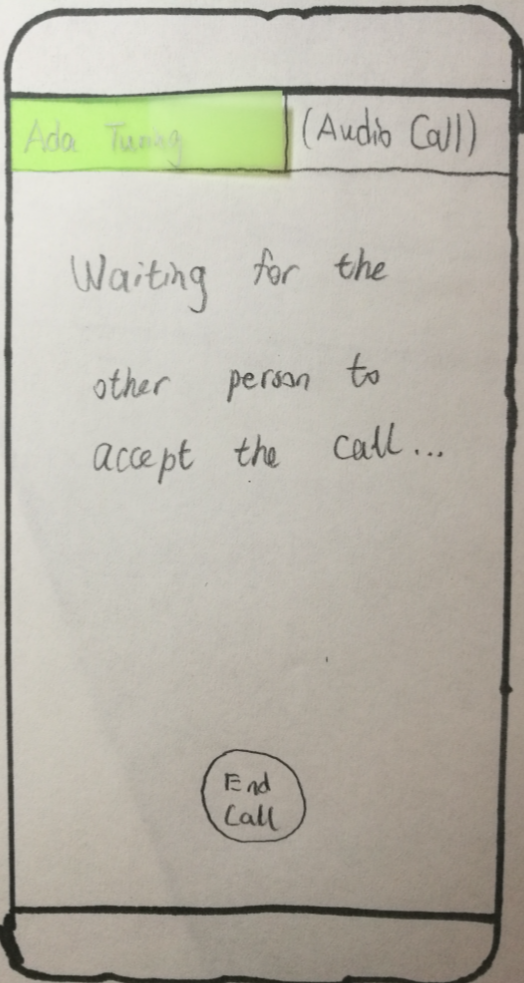 Ada Turing (Audio Call)
Waiting for the
other person to
accept the call...
End
Call